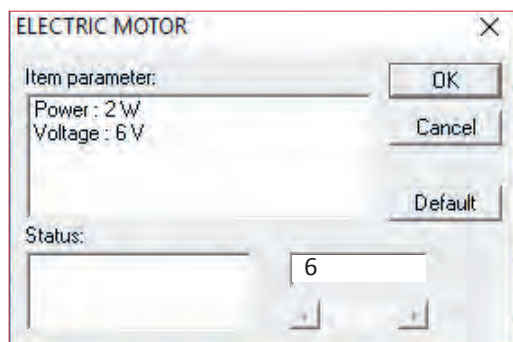 ELECTRIC MOTOR
Item parameter:
OK
Power : 2 W
Voltage : 6 V
Cancel
Default
Status:
6